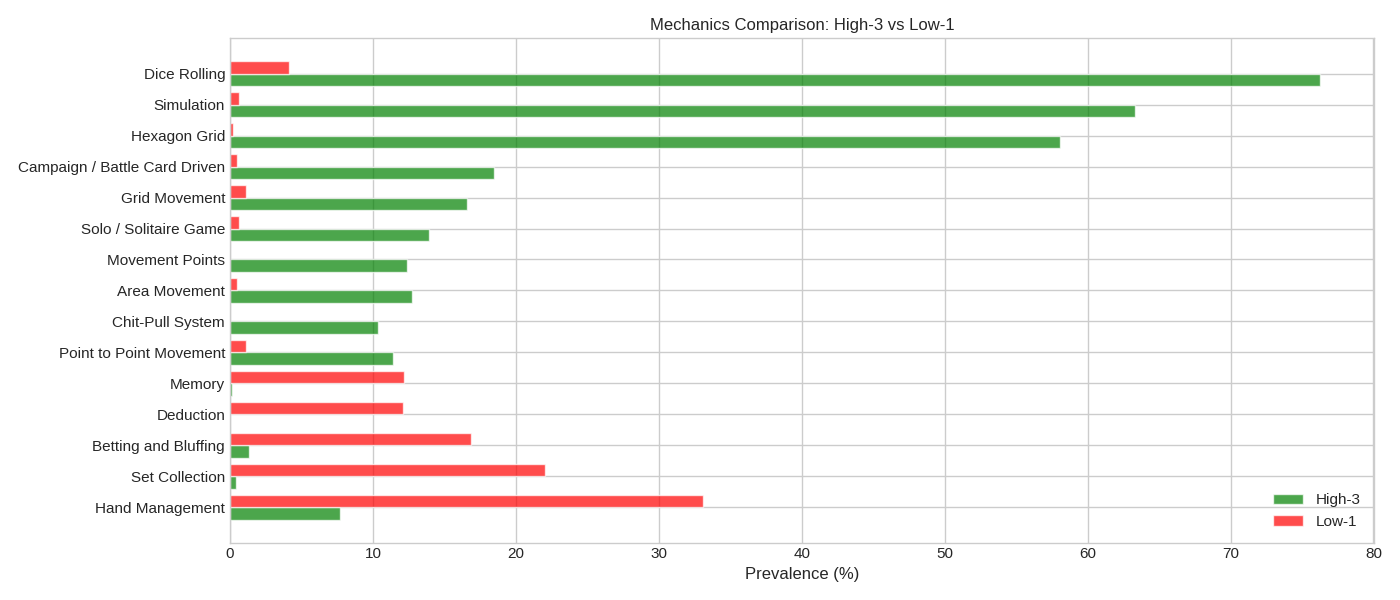 Mechanics Comparison: High-3 vs Low-1
Dice Rolling
Simulation
Hexagon Grid
Campaign / Battle Card Driven
Grid Movement
Solo / Solitaire Game
Movement Points
Area Movement
Chit-Pull System
Point to Point Movement
Memory
Deduction
Betting and Bluffing
Set Collection
Hand Management
High-3
Low-1
0 10 20 30 40 50 60 70 80
Prevalence (%)